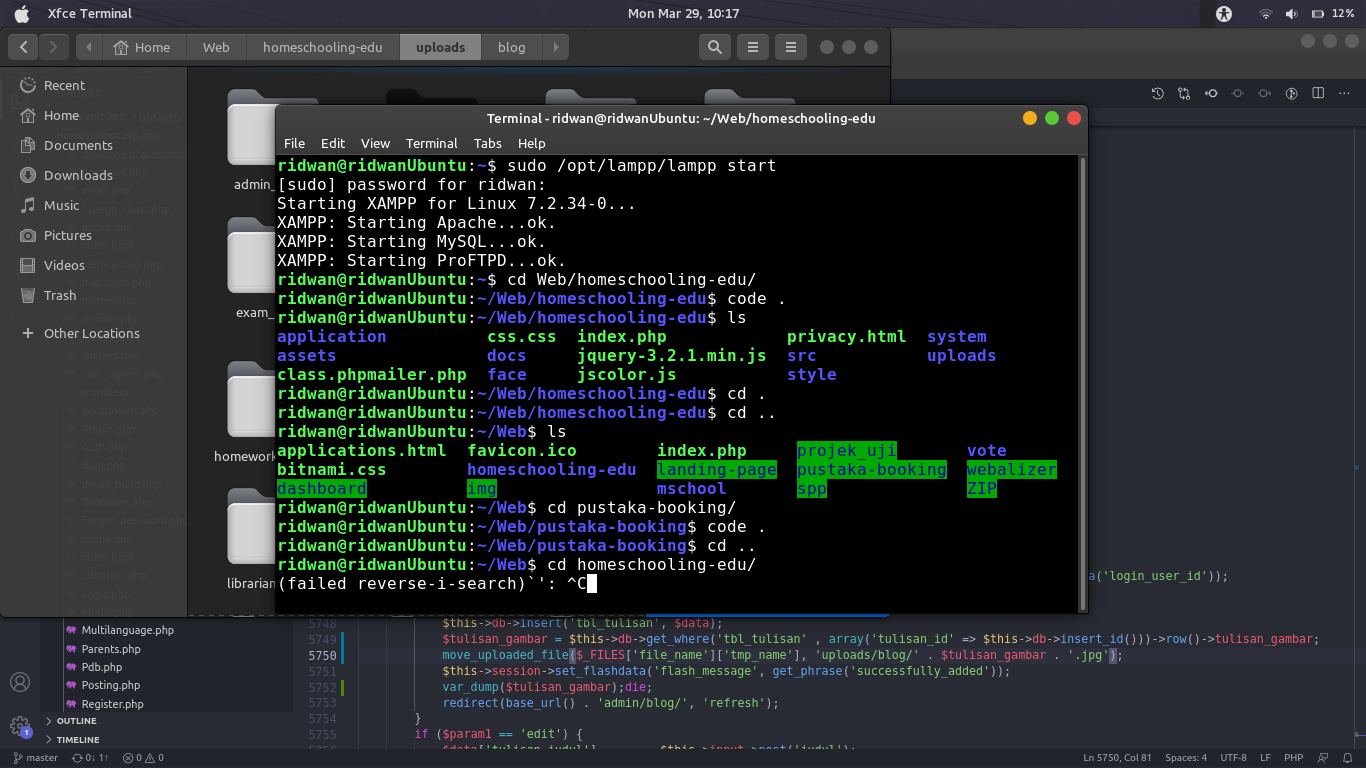 Xfce Terminal
Mon Mar 29, 10:17
12%
Home
Web
homeschooling-edu
uploads
blog
Recent
Home
Documents
Downloads
Music
Pictures
Videos
Trash
Other Locations
admin_
exam_
homework
librarian
Terminal - ridwan@ridwanUbuntu: ~/Web/homeschooling-edu
File Edit View Terminal Tabs Help
ridwan@ridwanUbuntu:~$ sudo /opt/lampp/lampp start
[sudo] password for ridwan:
Starting XAMPP for Linux 7.2.34-0...
XAMPP: Starting Apache...ok.
XAMPP: Starting MySQL...ok.
XAMPP: Starting ProFTPD...ok.
ridwan@ridwanUbuntu:~$ cd Web/homeschooling-edu/
ridwan@ridwanUbuntu:~/Web/homeschooling-edu$ code .
ridwan@ridwanUbuntu:~/Web/homeschooling-edu$ ls
application css.css index.php privacy.html system
assets docs jquery-3.2.1.min.js src uploads
class.phpmailer.php face jscolor.js style
ridwan@ridwanUbuntu:~/Web/homeschooling-edu$ cd .
ridwan@ridwanUbuntu:~/Web/homeschooling-edu$ cd ..
ridwan@ridwanUbuntu:~/Web$ ls
applications.html favicon.ico index.php projek_uji vote
bitnami.css homeschooling-edu landing-page pustaka-booking webalizer
dashboard img mschool spp ZIP
ridwan@ridwanUbuntu:~/Web$ cd pustaka-booking/
ridwan@ridwanUbuntu:~/Web/pustaka-booking$ code .
ridwan@ridwanUbuntu:~/Web/pustaka-booking$ cd ..
ridwan@ridwanUbuntu:~/Web$ cd homeschooling-edu/
(failed reverse-i-search)`': ^C
a('login_user_id'));
Multilanguage.php
Parents.php
Pdb.php
Posting.php
Register.php
OUTLINE
TIMELINE
5748 $this->db->insert('tbl_tulisan', $data);
5749 $tulisan_gambar = $this->db->get_where('tbl_tulisan' , array('tulisan_id' => $this->db->insert_id()))->row()->tulisan_gambar;
5750 move_uploaded_file($_FILES['file_name']['tmp_name'], 'uploads/blog/' . $tulisan_gambar . '.jpg');
5751 $this->session->set_flashdata('flash_message', get_phrase('successfully_added'));
5752 var_dump($tulisan_gambar);die;
5753 redirect(base_url() . 'admin/blog/', 'refresh');
5754 }
5755 if ($param1 == 'edit') {
master 0↓ 1↑ 0 0
Ln 5750, Col 81 Spaces: 4 UTF-8 LF PHP
1